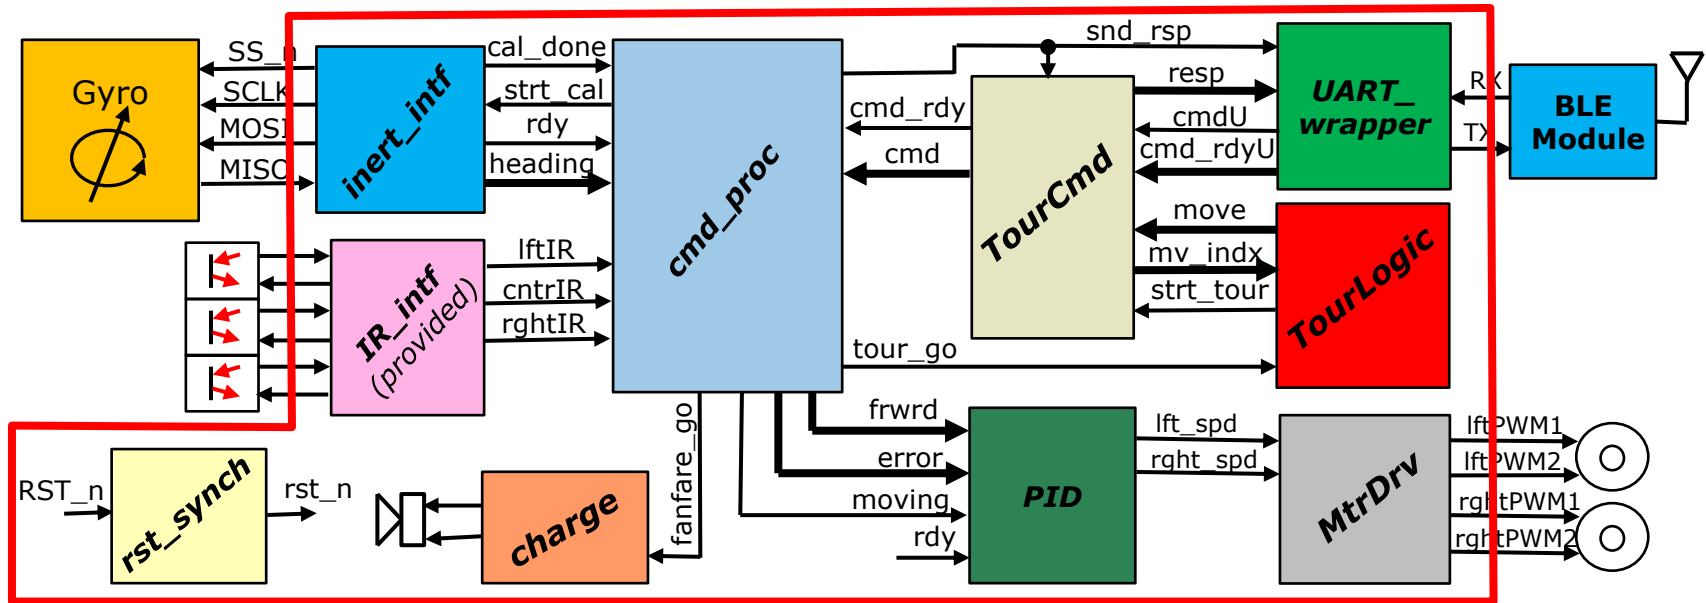 snd_rsp
SS_n
cal_done
Gyro
SCLK
inert_intf
strt_cal
cmd_rdy
resp
UART_
wrapper
RX
BLE
Module
MOSI
rdy
cmdU
TX
MISO
heading
cmd
cmd_rdyU
cmd_proc
TourCmd
move
lftIR
mv_indx
TourLogic
IR_intf
(provided)
cntrIR
strt_tour
rghtIR
tour_go
fanfare_go
frwrd
lft_spd
lftPWM1
error
rght_spd
lftPWM2
RST_n
rst_synch
rst_n
charge
moving
PID
MtrDrv
rghtPWM1
rdy
rghtPWM2